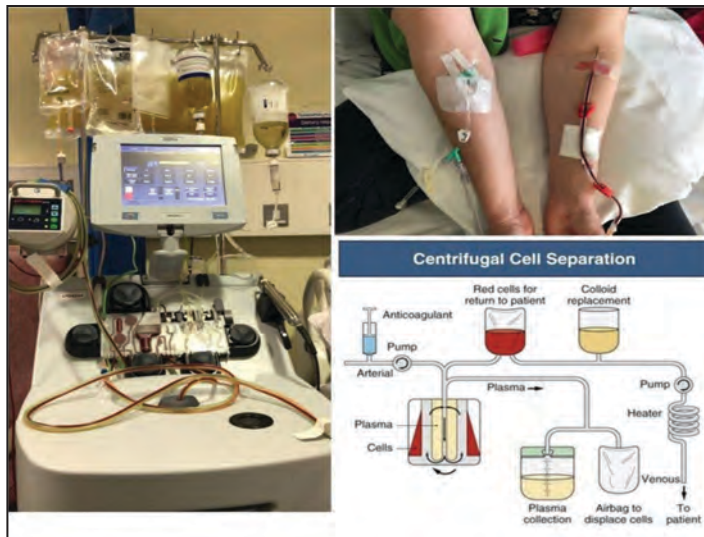 Centrifugal Cell Separation
Red cells for
return to patient
Colloid
replacement
Anticoagulant
Pump
Arterial
Plasma
Pump
Heater
Plasma
Cells
Venous
Plasma
collection
Airbag to
displace cells
To
patient